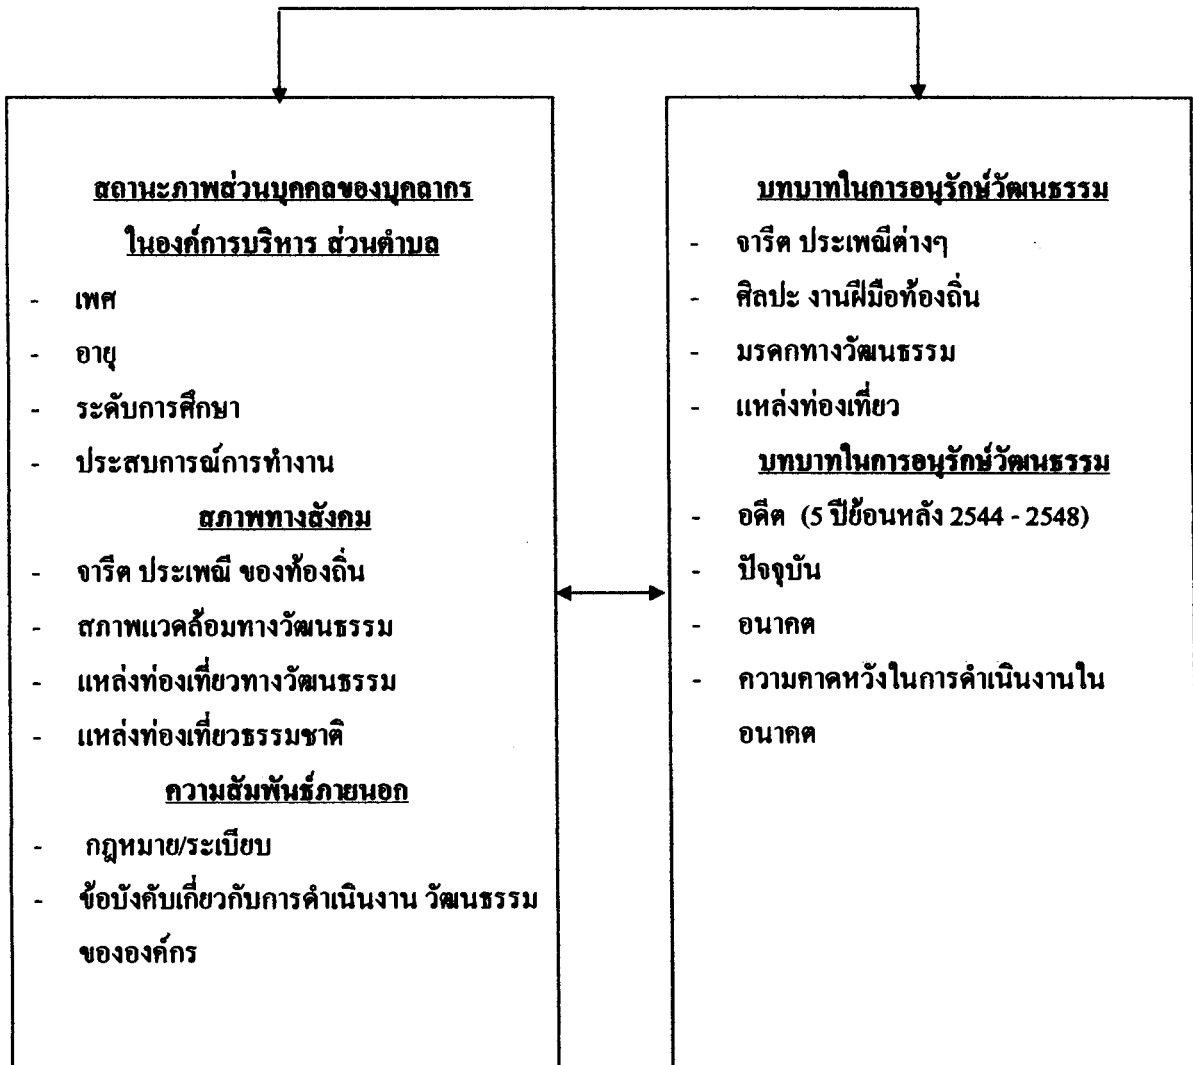 สถานะภาพส่วนบุคคลของบุคลากร
ในองค์การบริหาร ส่วนตำบล
- เพศ
- อายุ
- ระดับการศึกษา
- ประสบการณ์การทำงาน
สภาพทางสังคม
- จารีต ประเพณี ของท้องถิ่น
- สภาพแวดล้อมทางวัฒนธรรม
- แหล่งท่องเที่ยวทางวัฒนธรรม
- แหล่งท่องเที่ยวธรรมชาติ
ความสัมพันธ์ภายนอก
- กฎหมาย/ระเบียบ
- ข้อบังคับเกี่ยวกับการดำเนินงาน วัฒนธรรม
ขององค์กร
บทบาทในการอนุรักษ์วัฒนธรรม
- จารีต ประเพณีต่างๆ
- ศิลปะ งานฝีมือท้องถิ่น
- มรดกทางวัฒนธรรม
- แหล่งท่องเที่ยว
บทบาทในการอนุรักษ์วัฒนธรรม
- อดีต (5 ปีย้อนหลัง 2544 - 2548)
- ปัจจุบัน
- อนาคต
- ความคาดหวังในการดำเนินงานใน
อนาคต